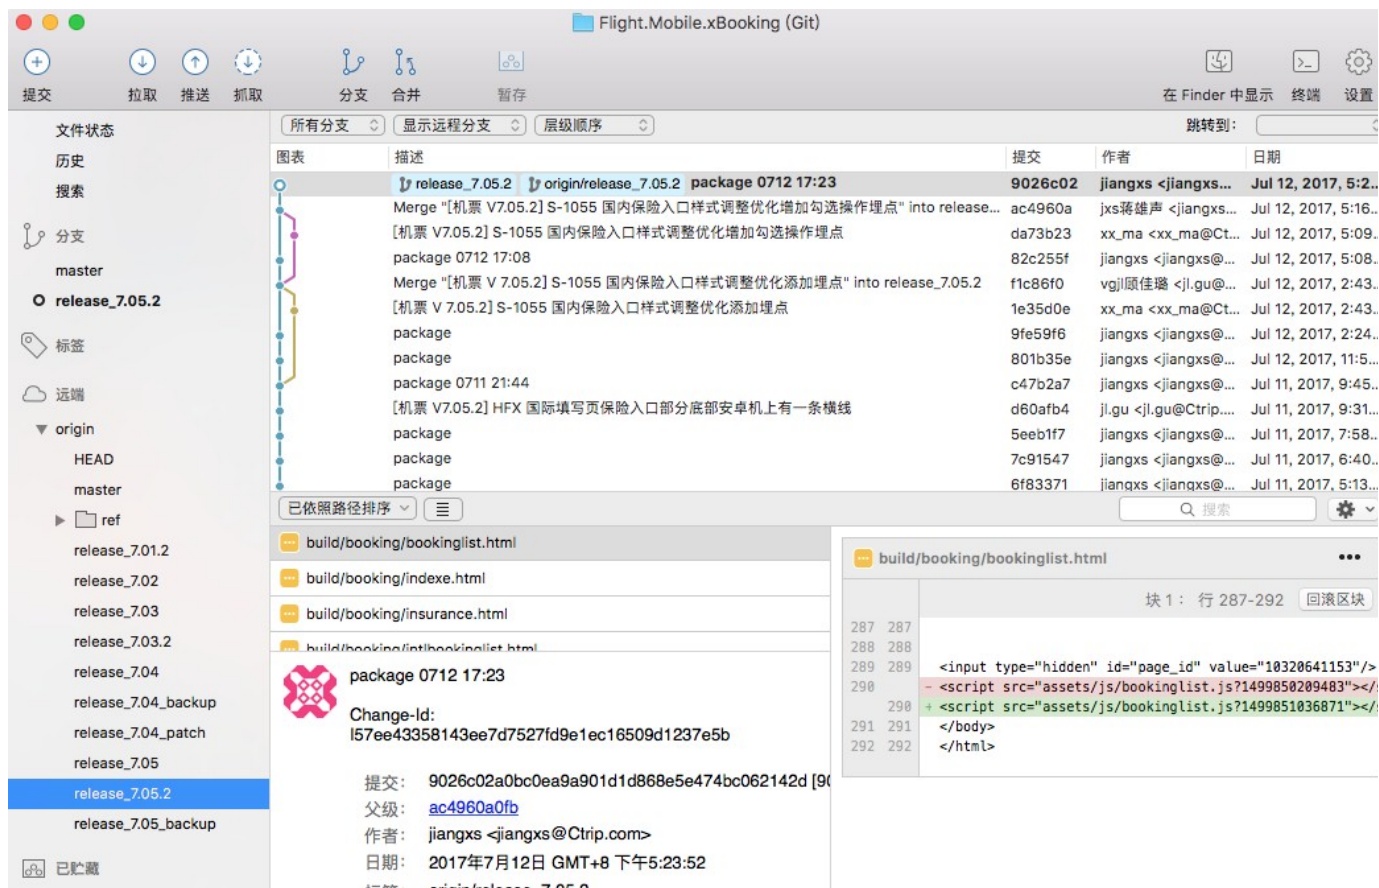 Flight.Mobile.xBooking (Git)
提交 拉取 推送 抓取 分支 合并 暂存 在 Finder 中显示 终端 设置
文件状态
历史
搜索
分支
master
release_7.05.2
标签
远端
origin
HEAD
master
ref
release_7.01.2
release_7.02
release_7.03
release_7.03.2
release_7.04
release_7.04_backup
release_7.04_patch
release_7.05
release_7.05.2
release_7.05_backup
已贮藏
所有分支 显示远程分支 层级顺序 跳转到：
图表 描述 提交 作者 日期
release_7.05.2 origin/release_7.05.2 package 0712 17:23 9026c02 jiangxs <jiangxs... Jul 12, 2017, 5:2...
Merge "[机票 V7.05.2] S-1055 国内保险入口样式调整优化增加勾选操作埋点" into release... ac4960a jxs蒋雄声 <jiangxs... Jul 12, 2017, 5:16...
[机票 V7.05.2] S-1055 国内保险入口样式调整优化增加勾选操作埋点 da73b23 xx_ma <xx_ma@Ct... Jul 12, 2017, 5:09...
package 0712 17:08 82c255f jiangxs <jiangxs@... Jul 12, 2017, 5:08...
Merge "[机票 V 7.05.2] S-1055 国内保险入口样式调整优化添加埋点" into release_7.05.2 f1c86f0 vgjl顾佳璐 <jl.gu@... Jul 12, 2017, 2:43...
[机票 V 7.05.2] S-1055 国内保险入口样式调整优化添加埋点 1e35d0e xx_ma <xx_ma@Ct... Jul 12, 2017, 2:43...
package 9fe59f6 jiangxs <jiangxs@... Jul 12, 2017, 2:24...
package 801b35e jiangxs <jiangxs@... Jul 12, 2017, 11:5...
package 0711 21:44 c47b2a7 jiangxs <jiangxs@... Jul 11, 2017, 9:45...
[机票 V7.05.2] HFX 国际填写页保险入口部分底部安卓机上有一条横线 d60afb4 jl.gu <jl.gu@Ctrip.... Jul 11, 2017, 9:31...
package 5eeb1f7 jiangxs <jiangxs@... Jul 11, 2017, 7:58...
package 7c91547 jiangxs <jiangxs@... Jul 11, 2017, 6:40...
package 6f83371 jiangxs <jiangxs@... Jul 11, 2017, 5:13...
已依照路径排序 搜索
build/booking/bookinglist.html
build/booking/indexe.html
build/booking/insurance.html
build/booking/intlbookinglist.html
package 0712 17:23
Change-Id:
I57ee43358143ee7d7527fd9e1ec16509d1237e5b
提交： 9026c02a0bc0ea9a901d1d868e5e474bc062142d [90
父级： ac4960a0fb
作者： jiangxs <jiangxs@Ctrip.com>
日期： 2017年7月12日 GMT+8 下午5:23:52
标签： origin/release_7.05.2
build/booking/bookinglist.html
块 1： 行 287-292 回滚区块
287 287
288 288
289 289 <input type="hidden" id="page_id" value="10320641153"/>
290 - <script src="assets/js/bookinglist.js?1499850209483"></s
290 + <script src="assets/js/bookinglist.js?1499851036871"></s
291 291 </body>
292 292 </html>